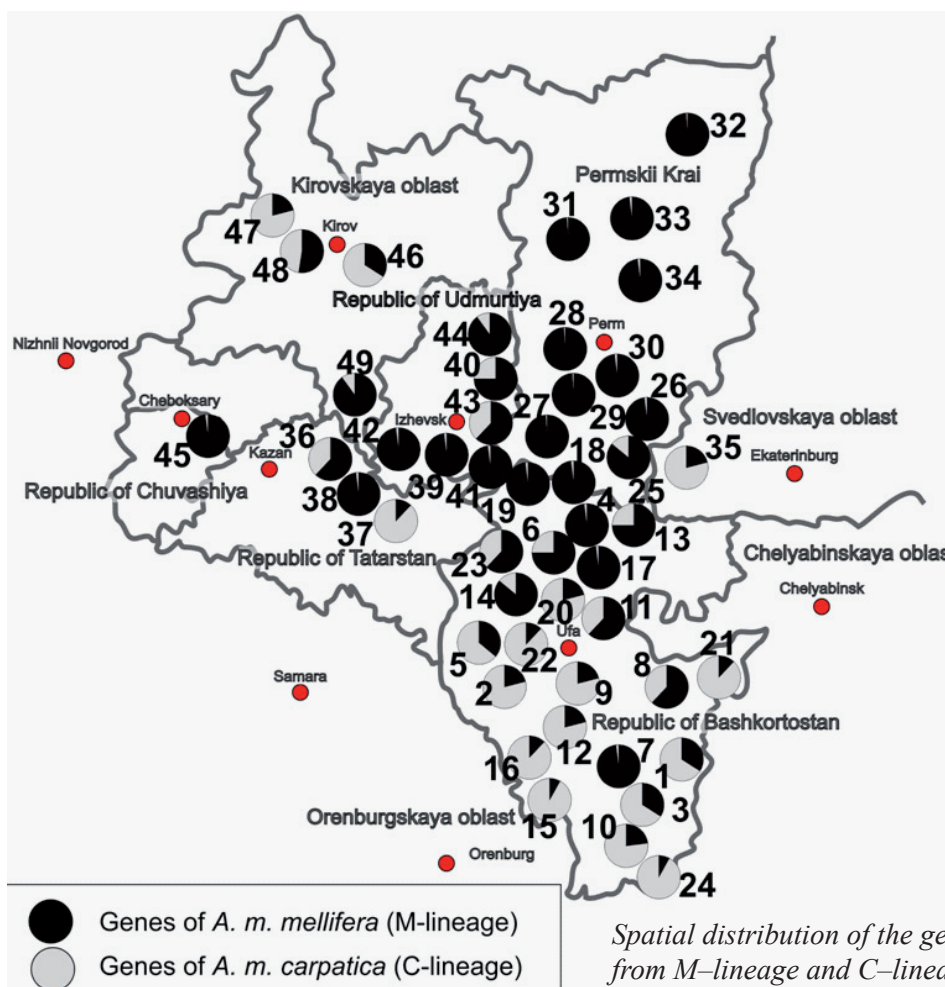 32
Permskii Krai
31
33
Kirovskaya oblast
47
Kirov
48
46
34
Republic of Udmurtiya
44
28
Perm
30
Nizhnii Novgorod
49
40
43
27
29
26
Cheboksary
Izhevsk
Svedlovskaya oblast
45
36
42
18
35
Kazan
Ekaterinburg
Republic of Chuvashiya
38
39
41
19
4
25
37
6
13
Republic of Tatarstan
23
17
Chelyabinskaya oblas
14
20
11
Chelyabinsk
Ufa
5
22
8
21
2
9
Samara
Republic of Bashkortostan
12
7
16
1
Orenburgskaya oblast
15
10
3
Orenburg
24
Genes of A. m. mellifera (M-lineage)
Genes of A. m. carpatica (C-lineage)
Spatial distribution of the ge
from M–lineage and C–linea